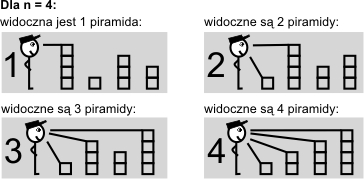 Dla n = 4:
widoczna jest 1 piramida:
widoczne są 2 piramidy:
1
2
widoczne są 3 piramidy:
widoczne są 4 piramidy:
3
4